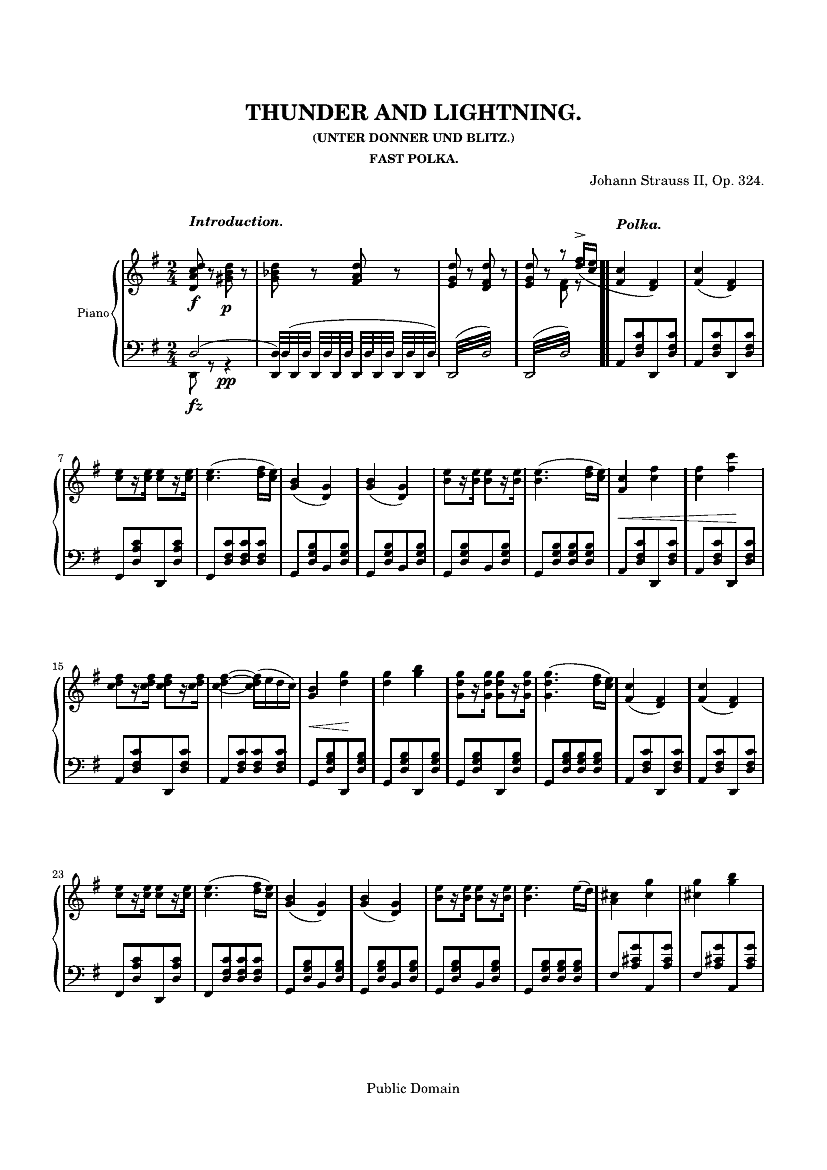 THUNDER AND LIGHTNING.
(UNTER DONNER UND BLITZ.)
FAST POLKA.
Johann Strauss II, Op. 324.
Introduction.
Polka.
Piano
f
p
pp
fz
7
15
23
Public Domain